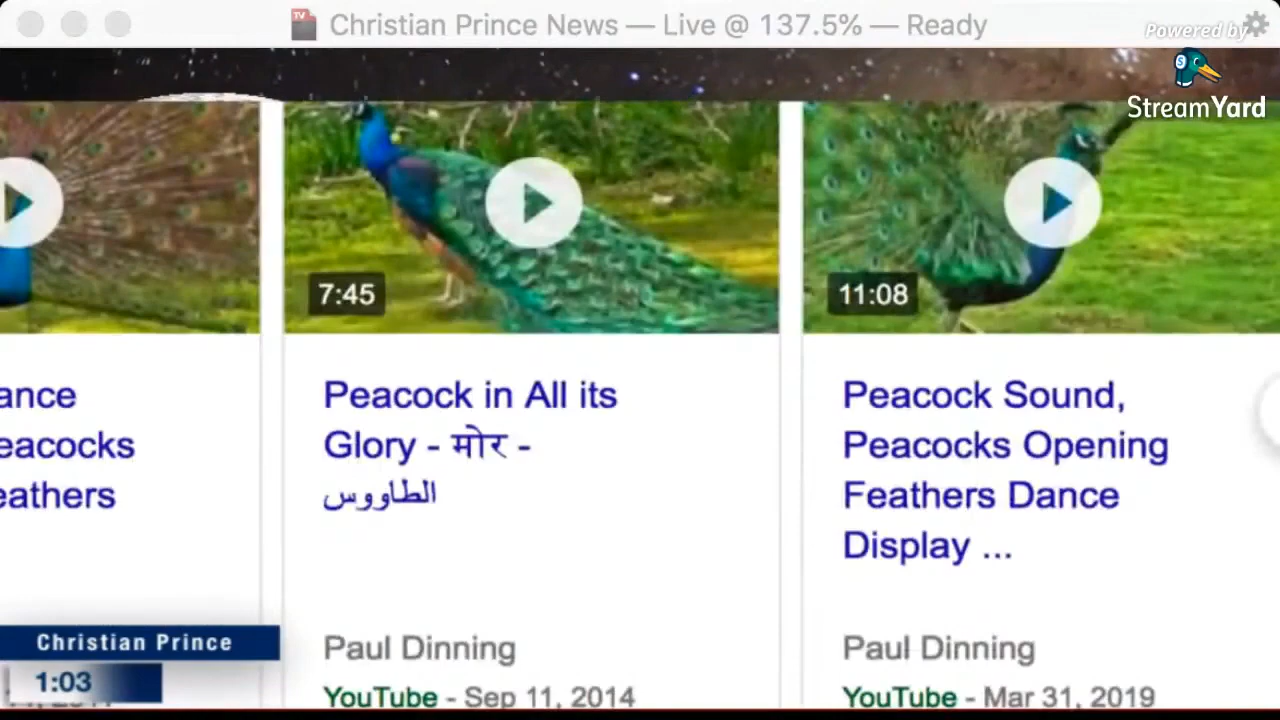 Christian Prince News — Live @ 137.5% — Ready
Powered by
StreamYard
7:45
11:08
ance
eacocks
eathers
Peacock in All its
Glory - मोर -
الطاووس
Peacock Sound,
Peacocks Opening
Feathers Dance
Display ...
Paul Dinning
YouTube - Sep 11, 2014
Paul Dinning
YouTube - Mar 31, 2019
Christian Prince
1:03